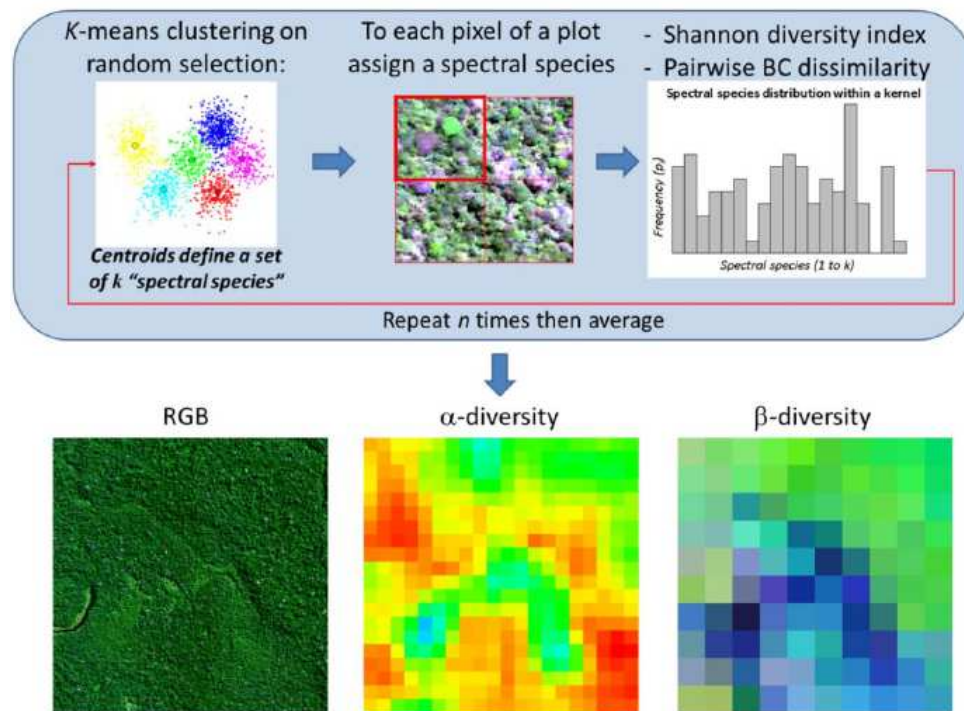 K-means clustering on
random selection:
To each pixel of a plot
assign a spectral species
- Shannon diversity index
- Pairwise BC dissimilarity
Spectral species distribution within a kernel
Frequency (pᵢ)
Spectral species (1 to k)
Centroids define a set
of k “spectral species”
Repeat n times then average
RGB
α-diversity
β-diversity